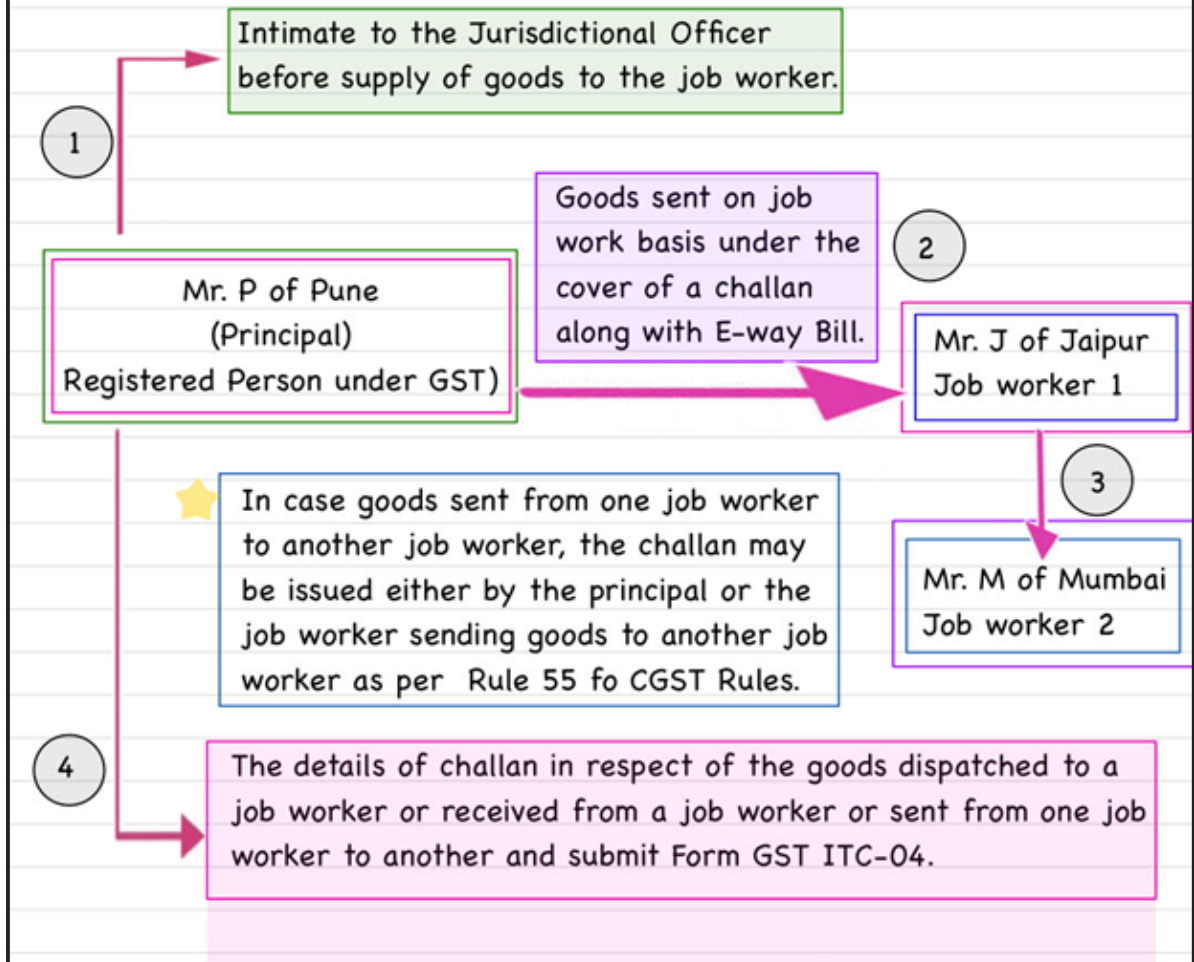 Intimate to the Jurisdictional Officer
before supply of goods to the job worker.
1
Goods sent on job
work basis under the
cover of a challan
along with E-way Bill.
2
Mr. P of Pune
(Principal)
Registered Person under GST)
Mr. J of Jaipur
Job worker 1
3
In case goods sent from one job worker
to another job worker, the challan may
be issued either by the principal or the
job worker sending goods to another job
worker as per Rule 55 fo CGST Rules.
Mr. M of Mumbai
Job worker 2
4
The details of challan in respect of the goods dispatched to a
job worker or received from a job worker or sent from one job
worker to another and submit Form GST ITC-04.